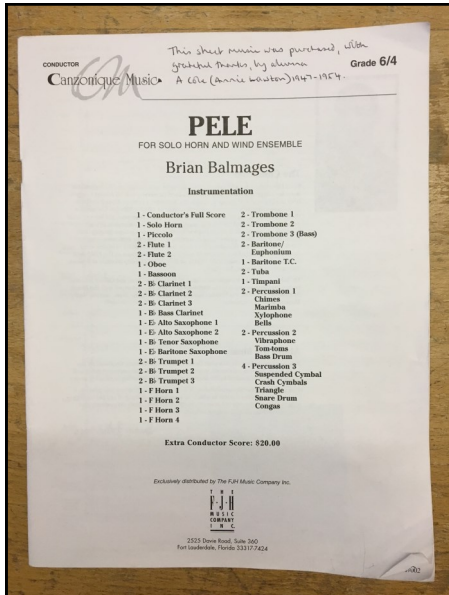 This sheet music was purchased, with
grateful thanks, by alumna
A Cole (Annie Lawton) 1947-1954.
CONDUCTOR
Grade 6/4
CM
Canzonique Music
PELE
FOR SOLO HORN AND WIND ENSEMBLE
Brian Balmages
Instrumentation
1 - Conductor's Full Score
1 - Solo Horn
1 - Piccolo
2 - Flute 1
2 - Flute 2
1 - Oboe
1 - Bassoon
2 - B♭ Clarinet 1
2 - B♭ Clarinet 2
2 - B♭ Clarinet 3
1 - B♭ Bass Clarinet
1 - E♭ Alto Saxophone 1
1 - E♭ Alto Saxophone 2
1 - B♭ Tenor Saxophone
1 - E♭ Baritone Saxophone
2 - B♭ Trumpet 1
2 - B♭ Trumpet 2
2 - B♭ Trumpet 3
1 - F Horn 1
1 - F Horn 2
1 - F Horn 3
1 - F Horn 4
2 - Trombone 1
2 - Trombone 2
2 - Trombone 3 (Bass)
2 - Baritone/
Euphonium
1 - Baritone T.C.
2 - Tuba
1 - Timpani
2 - Percussion 1
Chimes
Marimba
Xylophone
Bells
2 - Percussion 2
Vibraphone
Tom-toms
Bass Drum
4 - Percussion 3
Suspended Cymbal
Crash Cymbals
Triangle
Snare Drum
Congas
Extra Conductor Score: $20.00
Exclusively distributed by The FJH Music Company Inc.
THE
F·J·H
MUSIC
COMPANY
INC.
2525 Davie Road, Suite 360
Fort Lauderdale, Florida 33317-7424